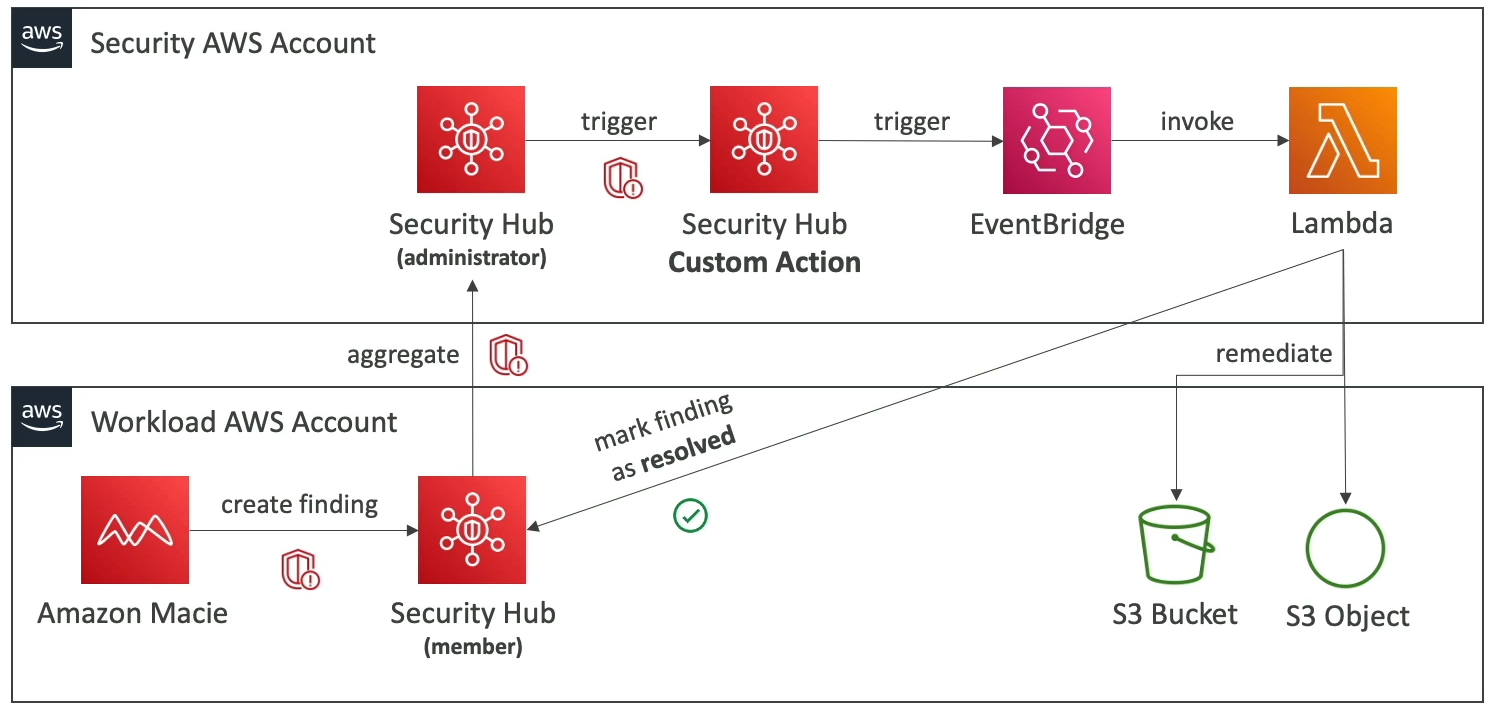 aws
Security AWS Account
trigger
trigger
invoke
Security Hub
(administrator)
Security Hub
Custom Action
EventBridge
Lambda
aggregate
remediate
aws
Workload AWS Account
mark finding
as resolved
create finding
Amazon Macie
Security Hub
(member)
S3 Bucket
S3 Object